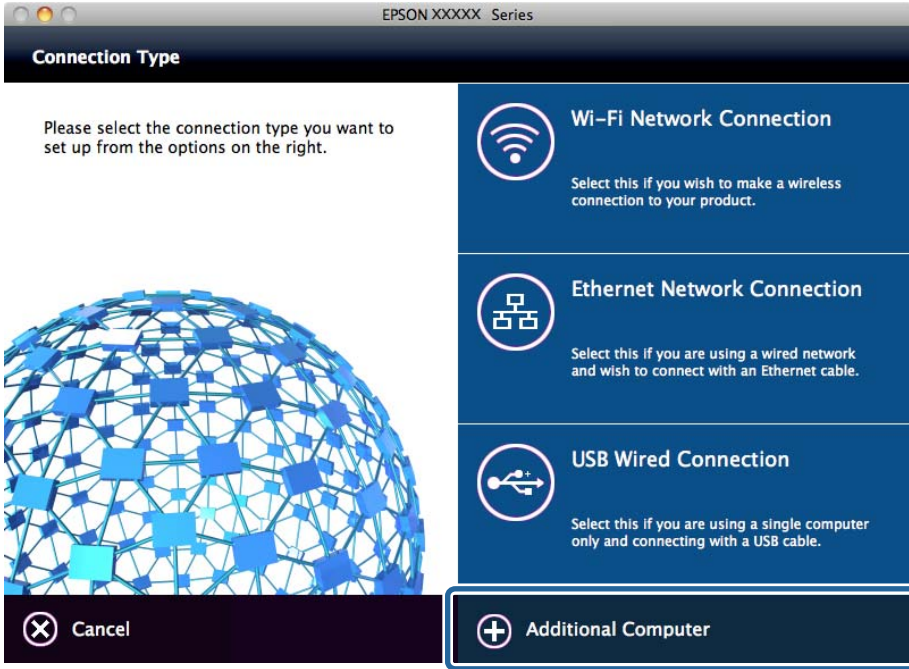 EPSON XXXXX Series
Connection Type
Please select the connection type you want to
set up from the options on the right.
Wi-Fi Network Connection
Select this if you wish to make a wireless
connection to your product.
Ethernet Network Connection
Select this if you are using a wired network
and wish to connect with an Ethernet cable.
USB Wired Connection
Select this if you are using a single computer
only and connecting with a USB cable.
Cancel
Additional Computer